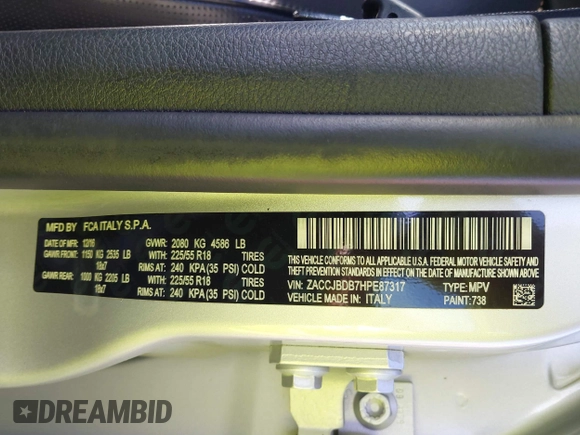 MFD BY FCA ITALY S.P.A.
DATE OF MFR 12/16 GVWR: 2080 KG 4586 LB
GAWR FRONT: 1150 KG 2535 LB WITH: 225/55 R18 TIRES
18x7 RIMS AT: 240 KPA (35 PSI) COLD
GAWR REAR: 1000 KG 2205 LB WITH: 225/55 R18 TIRES
18x7 RIMS AT: 240 KPA (35 PSI) COLD
THIS VEHICLE CONFORMS TO ALL APPLICABLE U.S.A. FEDERAL MOTOR VEHICLE SAFETY, BUMPER, AND
THEFT PREVENTION STANDARDS IN EFFECT ON THE DATE OF MANUFACTURE SHOWN ABOVE.
VIN: ZACCJBDB7HPE87317 TYPE: MPV
VEHICLE MADE IN: ITALY PAINT: 738
DREAMBID